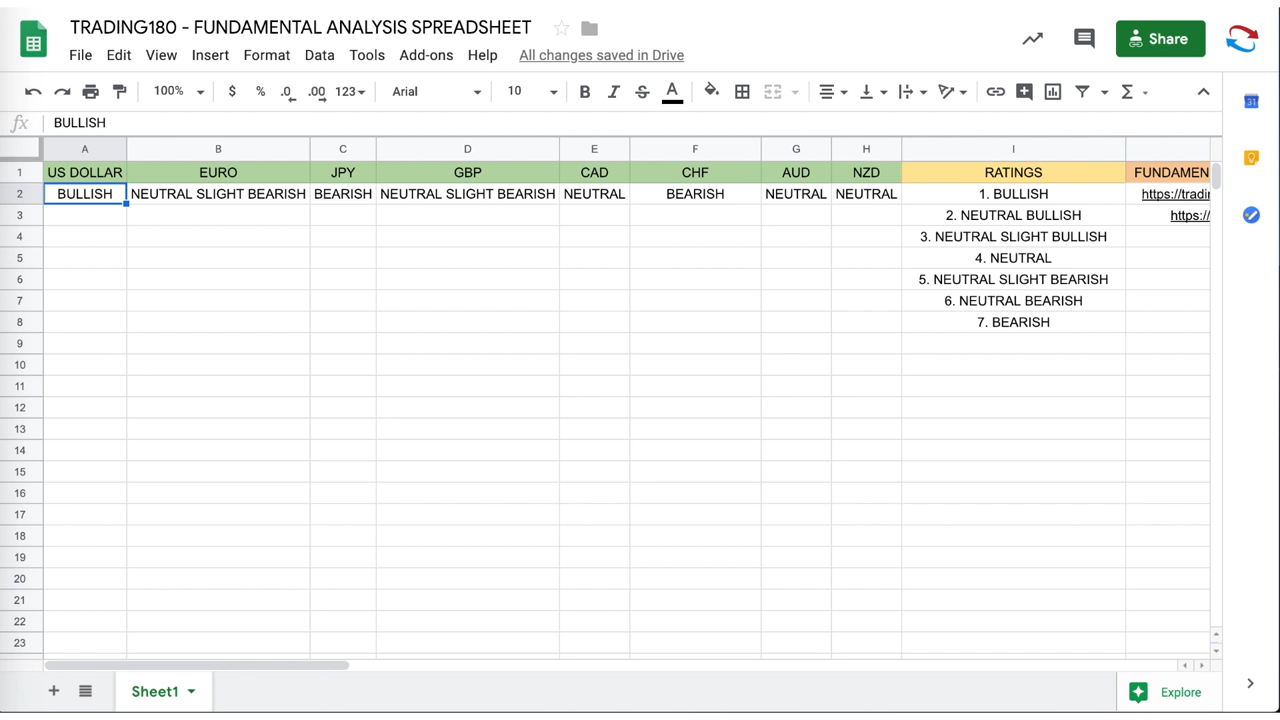 TRADING180 - FUNDAMENTAL ANALYSIS SPREADSHEET
File Edit View Insert Format Data Tools Add-ons Help All changes saved in Drive
Share
100% $ % .0 .00 123 Arial 10 B I S A
fx BULLISH
A B C D E F G H I
1 US DOLLAR EURO JPY GBP CAD CHF AUD NZD RATINGS FUNDAMEN
2 BULLISH NEUTRAL SLIGHT BEARISH BEARISH NEUTRAL SLIGHT BEARISH NEUTRAL BEARISH NEUTRAL NEUTRAL 1. BULLISH https://tradin
3 2. NEUTRAL BULLISH https://
4 3. NEUTRAL SLIGHT BULLISH
5 4. NEUTRAL
6 5. NEUTRAL SLIGHT BEARISH
7 6. NEUTRAL BEARISH
8 7. BEARISH
9
10
11
12
13
14
15
16
17
18
19
20
21
22
23
Sheet1
Explore
31